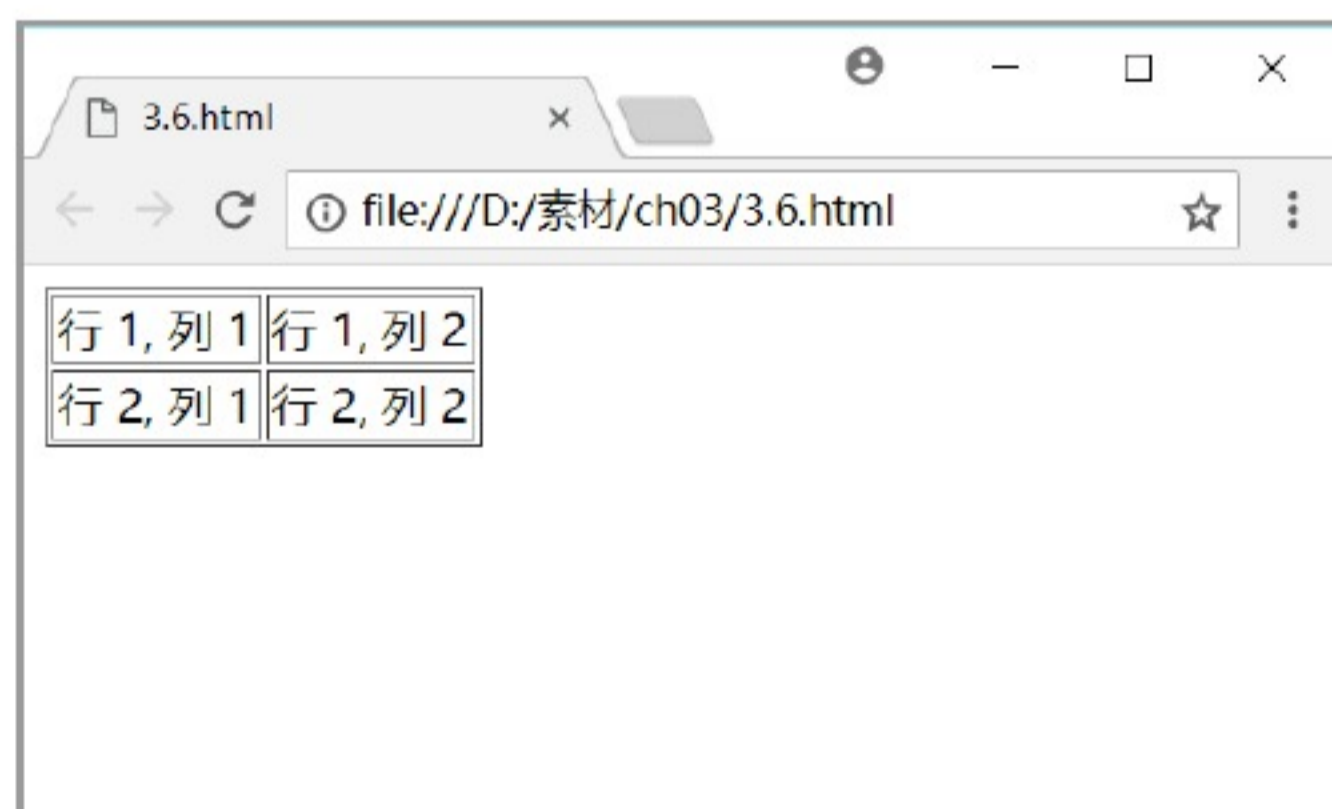 3.6.html
file:///D:/素材/ch03/3.6.html
行 1, 列 1 行 1, 列 2
行 2, 列 1 行 2, 列 2